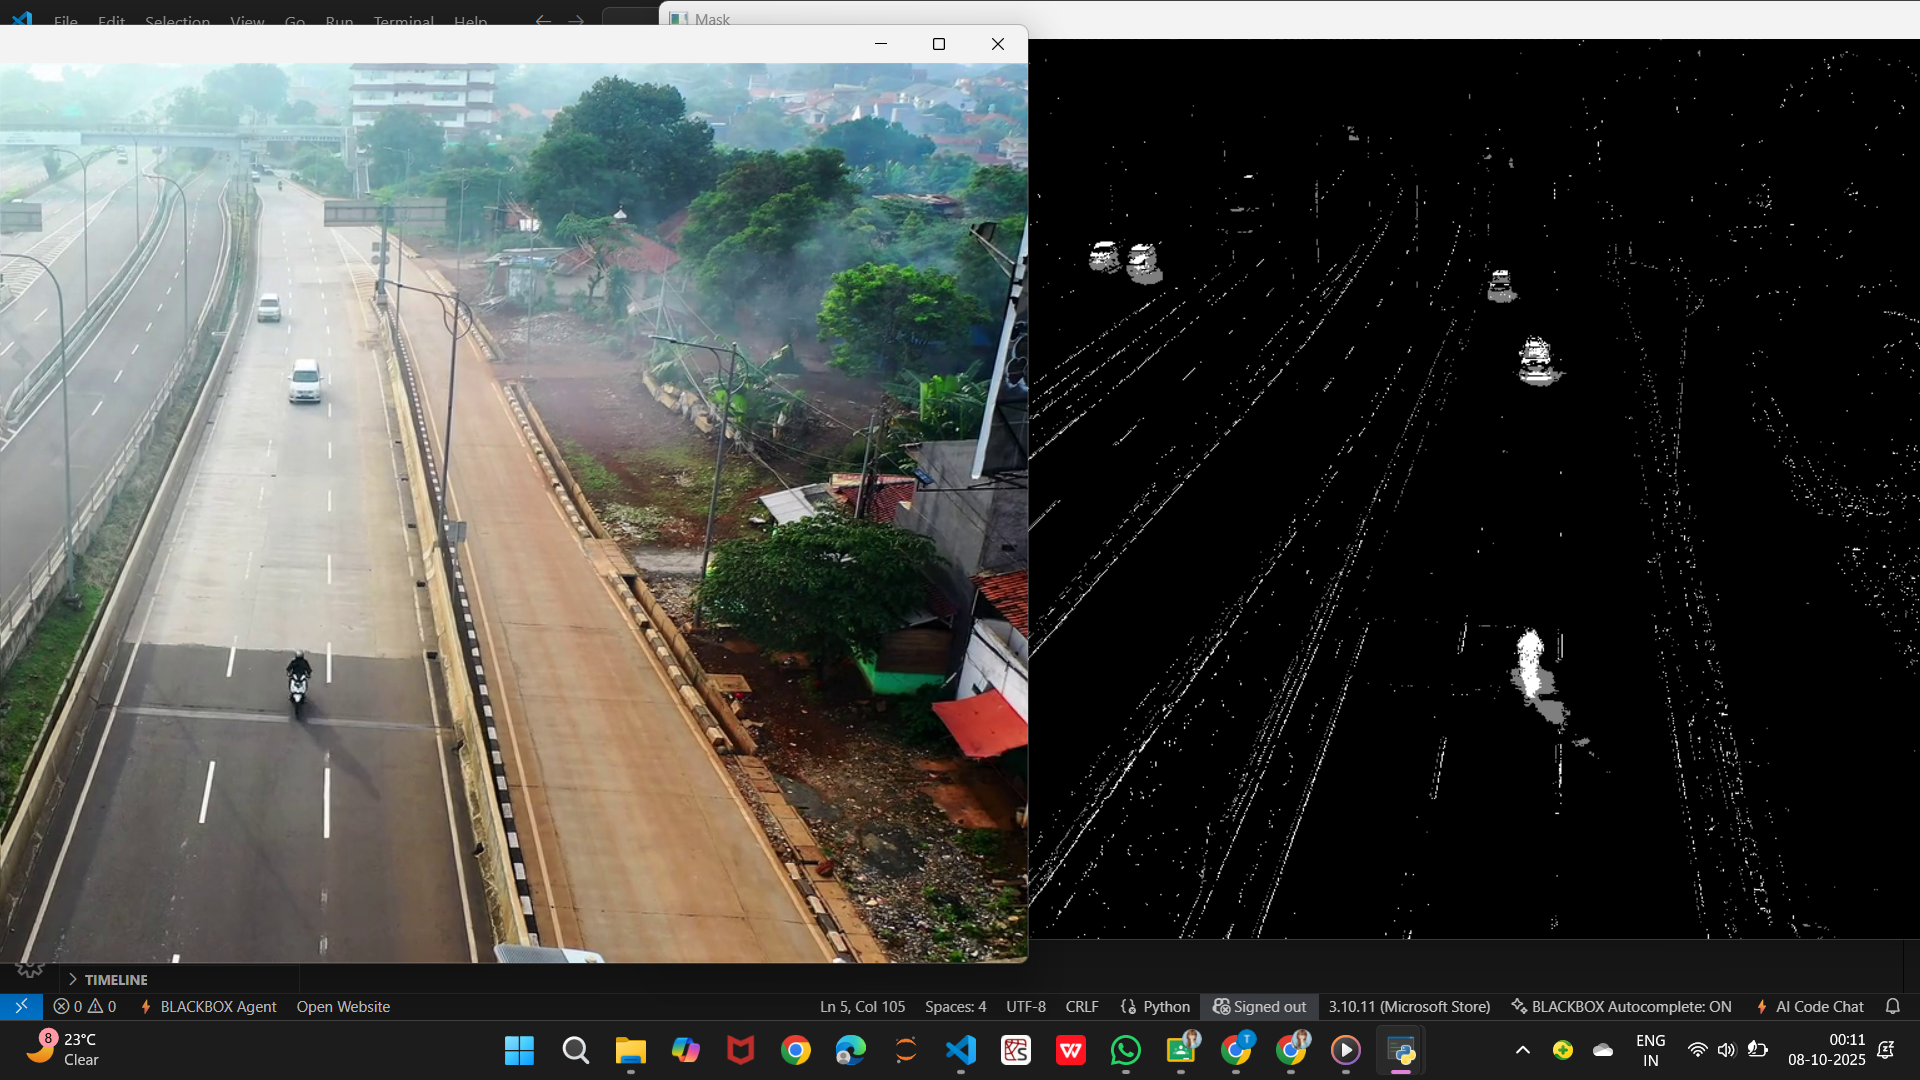 File Edit Selection View Go Run Terminal Help
Mask
TIMELINE
0 0 BLACKBOX Agent Open Website Ln 5, Col 105 Spaces: 4 UTF-8 CRLF Python Signed out 3.10.11 (Microsoft Store) BLACKBOX Autocomplete: ON AI Code Chat
8 23°C
Clear
T
ENG
IN
00:11
08-10-2025